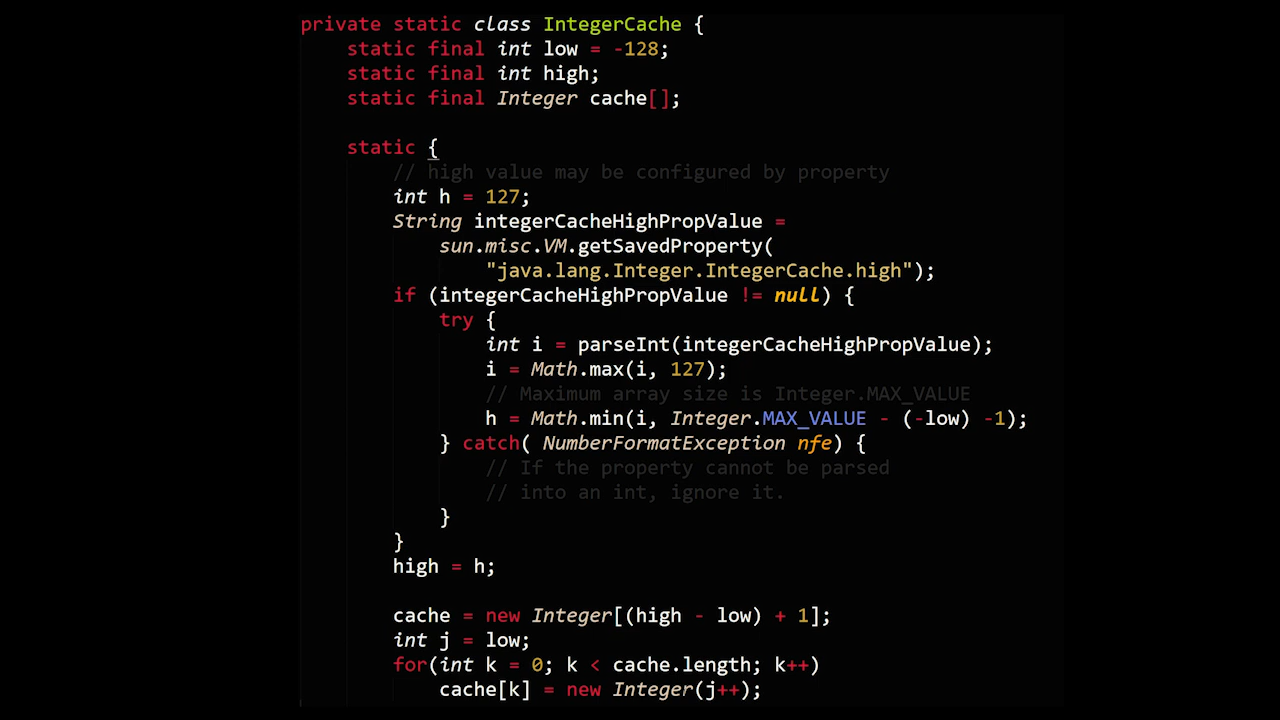 private static class IntegerCache {
    static final int low = -128;
    static final int high;
    static final Integer cache[];

    static {
        // high value may be configured by property
        int h = 127;
        String integerCacheHighPropValue =
            sun.misc.VM.getSavedProperty(
                "java.lang.Integer.IntegerCache.high");
        if (integerCacheHighPropValue != null) {
            try {
                int i = parseInt(integerCacheHighPropValue);
                i = Math.max(i, 127);
                // Maximum array size is Integer.MAX_VALUE
                h = Math.min(i, Integer.MAX_VALUE - (-low) -1);
            } catch( NumberFormatException nfe) {
                // If the property cannot be parsed
                // into an int, ignore it.
            }
        }
        high = h;

        cache = new Integer[(high - low) + 1];
        int j = low;
        for(int k = 0; k < cache.length; k++)
            cache[k] = new Integer(j++);